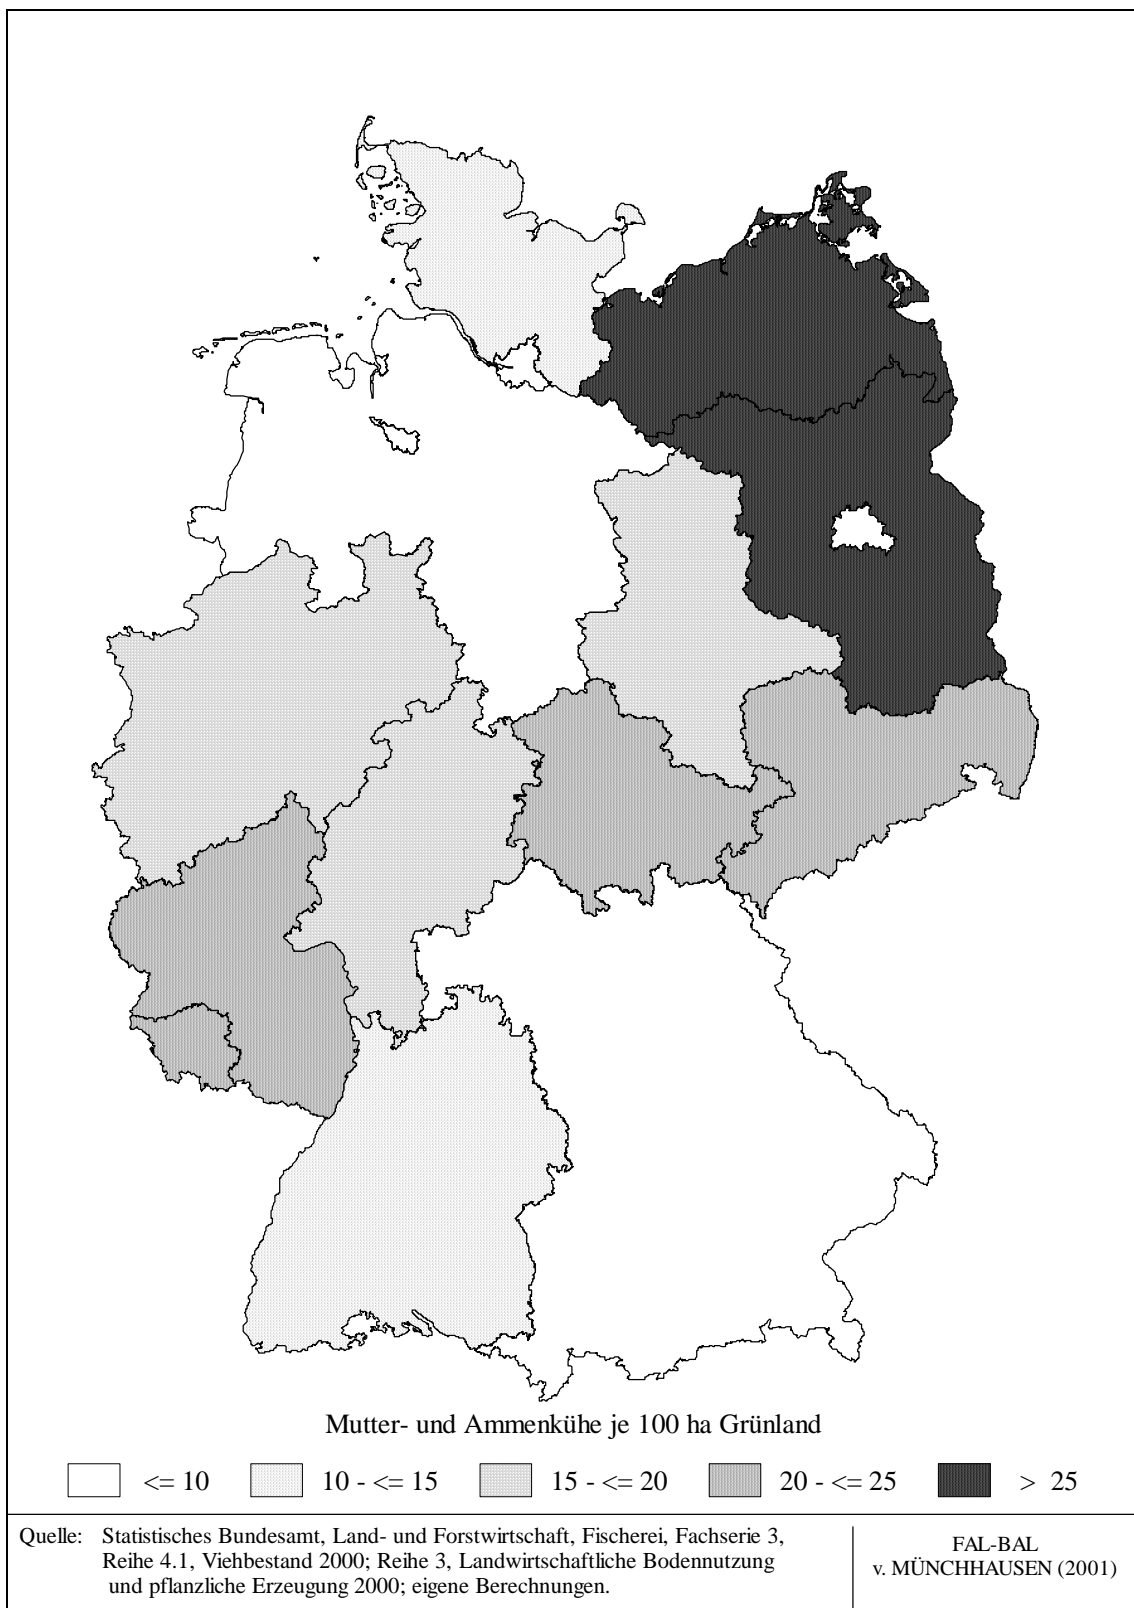 Mutter- und Ammenkühe je 100 ha Grünland
<= 10
10 - <= 15
15 - <= 20
20 - <= 25
> 25
Quelle: Statistisches Bundesamt, Land- und Forstwirtschaft, Fischerei, Fachserie 3,
Reihe 4.1, Viehbestand 2000; Reihe 3, Landwirtschaftliche Bodennutzung
und pflanzliche Erzeugung 2000; eigene Berechnungen.
FAL-BAL
v. MÜNCHHAUSEN (2001)